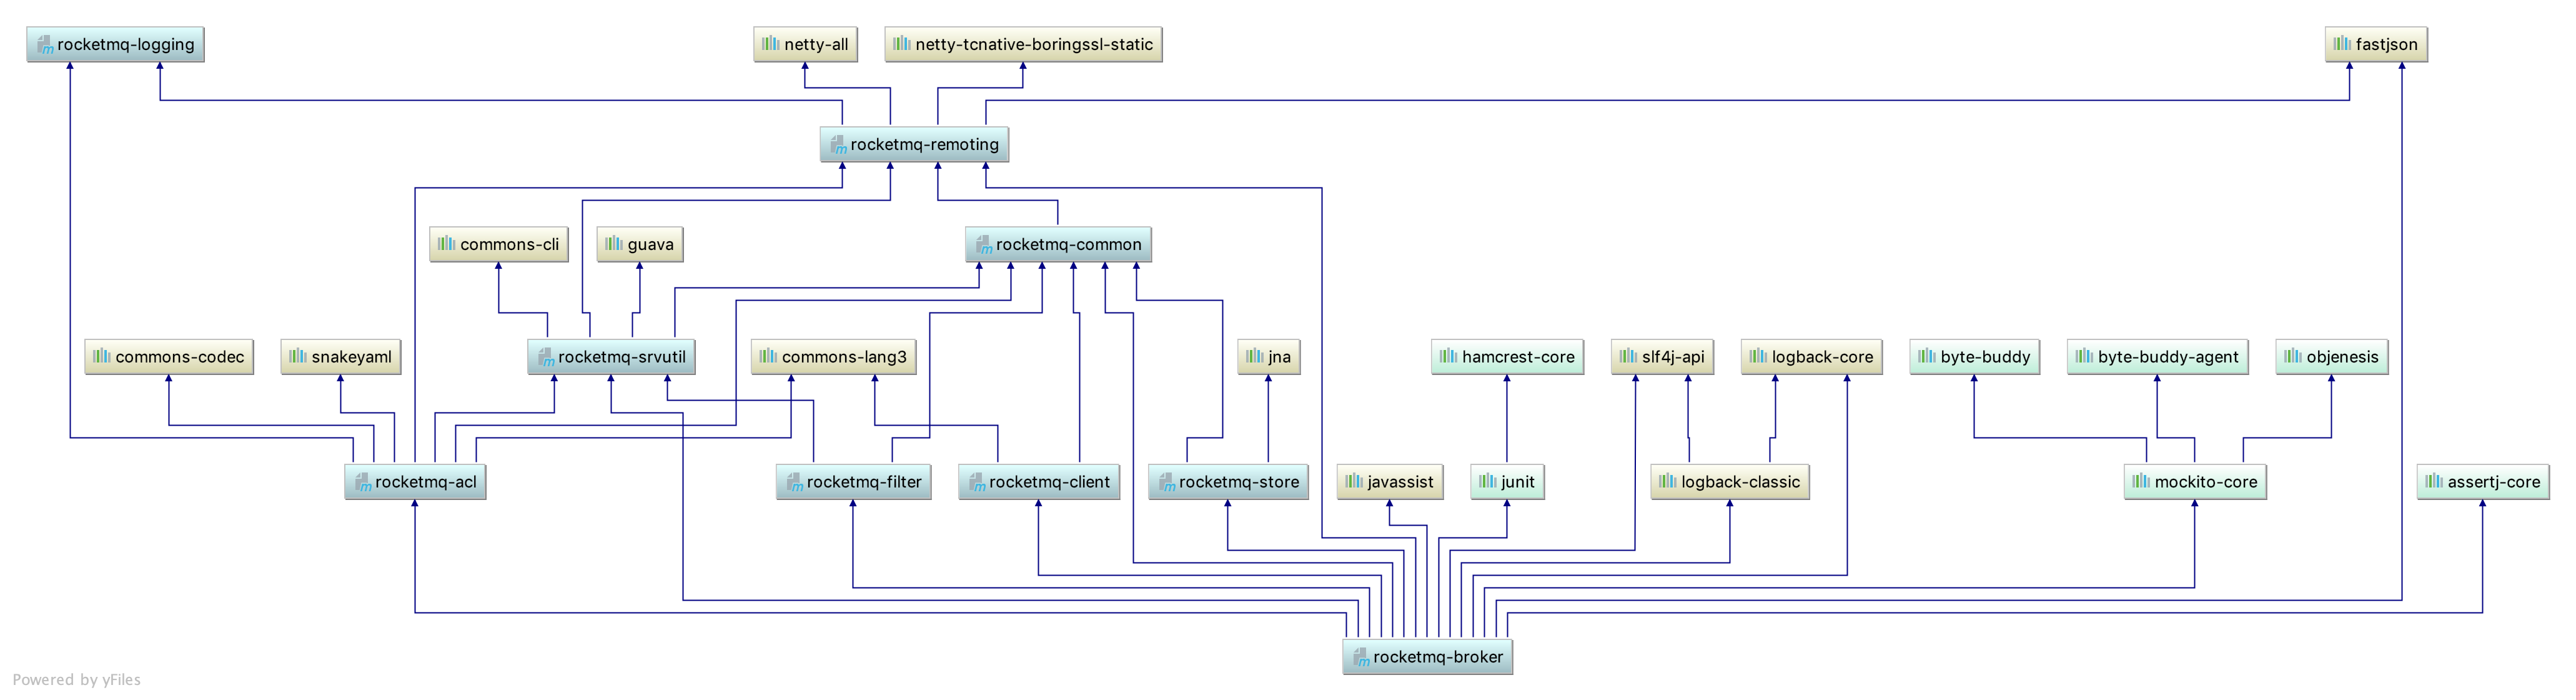 rocketmq-logging
netty-all
netty-tcnative-boringssl-static
fastjson
rocketmq-remoting
commons-cli
guava
rocketmq-common
commons-codec
snakeyaml
rocketmq-srvutil
commons-lang3
jna
hamcrest-core
slf4j-api
logback-core
byte-buddy
byte-buddy-agent
objenesis
rocketmq-acl
rocketmq-filter
rocketmq-client
rocketmq-store
javassist
junit
logback-classic
mockito-core
assertj-core
rocketmq-broker
Powered by yFiles